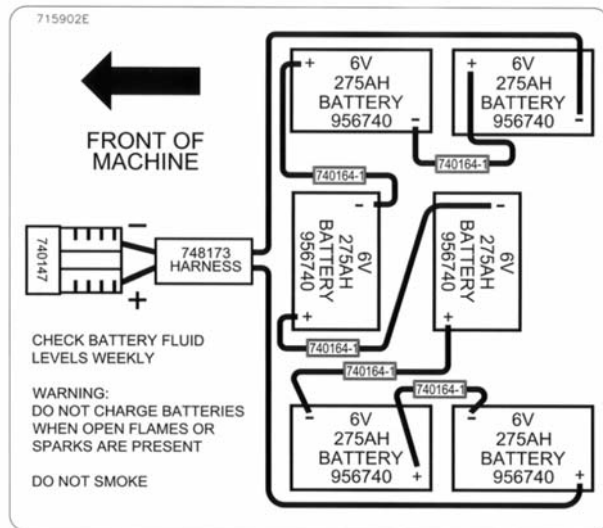 715902E
FRONT OF
MACHINE
+ 6V
275AH
BATTERY
- 956740
+ 6V
275AH
BATTERY
956740 -
740164-1
740164-1
740147
-
+
748173
HARNESS
-
6V
275AH
BATTERY
956740
+
-
6V
275AH
BATTERY
956740
+
740164-1
740164-1
740164-1
- 6V
275AH
BATTERY
956740 +
- 6V
275AH
BATTERY
956740 +
CHECK BATTERY FLUID
LEVELS WEEKLY
WARNING:
DO NOT CHARGE BATTERIES
WHEN OPEN FLAMES OR
SPARKS ARE PRESENT
DO NOT SMOKE